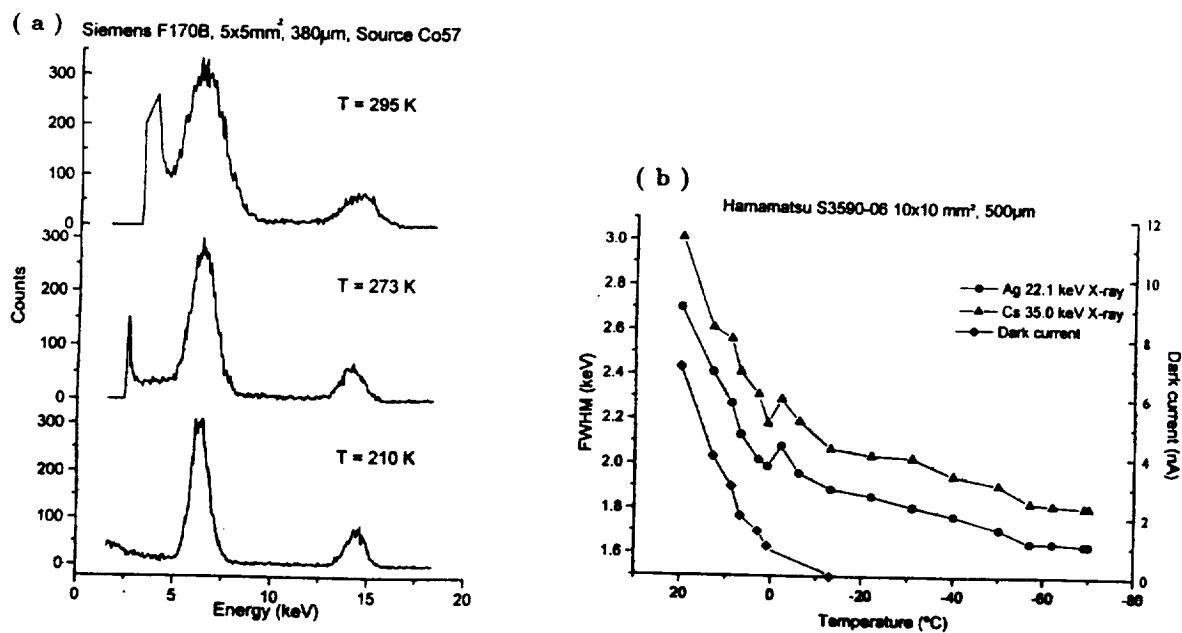 ( a )
Siemens F170B, 5x5mm², 380µm, Source Co57
300
200
100
0
T = 295 K
300
200
100
0
T = 273 K
300
200
100
0
T = 210 K
Counts
0 5 10 15 20
Energy (keV)
( b )
Hamamatsu S3590-06 10x10 mm², 500µm
3.0
2.8
2.6
2.4
2.2
2.0
1.8
1.6
FWHM (keV)
Ag 22.1 keV X-ray
Cs 35.0 keV X-ray
Dark current
12
10
8
6
4
2
0
Dark current (nA)
20 0 -20 -40 -60 -80
Temperature (°C)